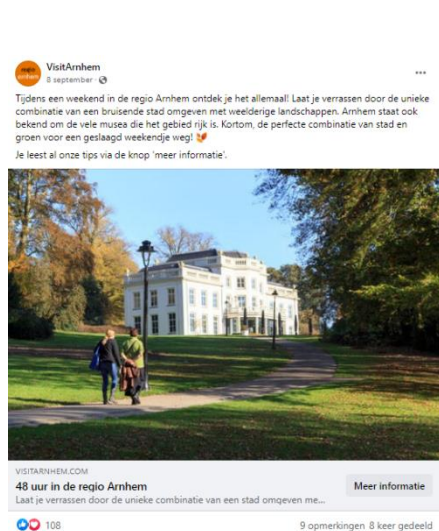 regio
arnhem
VisitArnhem
8 september ·
Tijdens een weekend in de regio Arnhem ontdek je het allemaal! Laat je verrassen door de unieke
combinatie van een bruisende stad omgeven met weelderige landschappen. Arnhem staat ook
bekend om de vele musea die het gebied rijk is. Kortom, de perfecte combinatie van stad en
groen voor een geslaagd weekendje weg! 🍁
Je leest al onze tips via de knop 'meer informatie'.
VISITARNHEM.COM
48 uur in de regio Arnhem
Laat je verrassen door de unieke combinatie van een stad omgeven me...
Meer informatie
108
9 opmerkingen 8 keer gedeeld